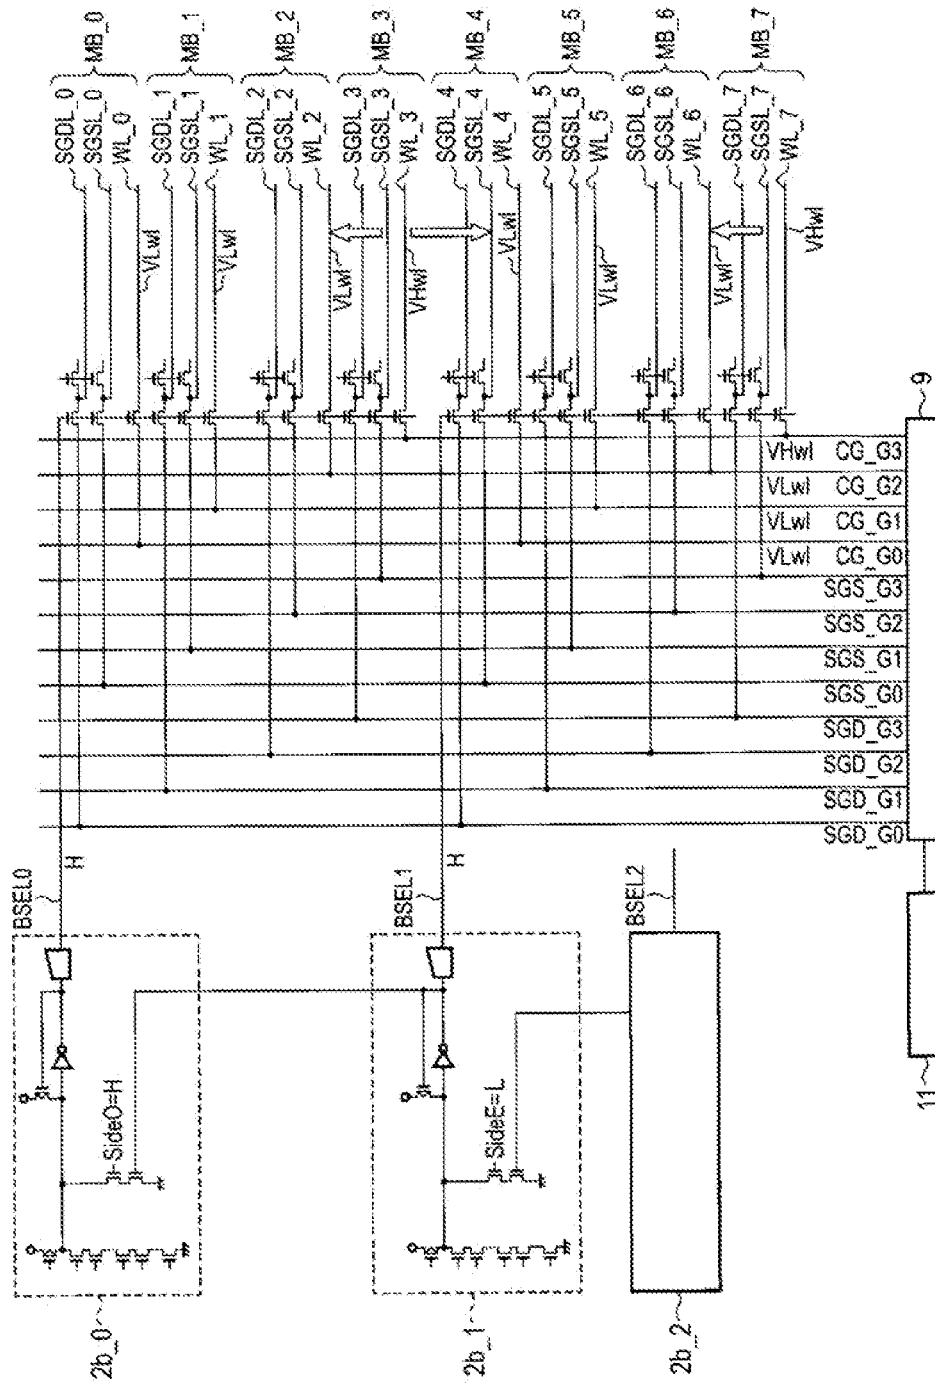 SGDL_0
SGSL_0
WL_0
MB_0
SGDL_1
SGSL_1
WL_1
MB_1
SGDL_2
SGSL_2
WL_2
MB_2
SGDL_3
SGSL_3
WL_3
MB_3
SGDL_4
SGSL_4
WL_4
MB_4
SGDL_5
SGSL_5
WL_5
MB_5
SGDL_6
SGSL_6
WL_6
MB_6
SGDL_7
SGSL_7
WL_7
MB_7
VLwl
VLwl
VLwl
VHwl
VLwl
VLwl
VLwl
VHwl
9
VHwl CG_G3
VLwl CG_G2
VLwl CG_G1
VLwl CG_G0
SGS_G3
SGS_G2
SGS_G1
SGS_G0
SGD_G3
SGD_G2
SGD_G1
SGD_G0
H
H
BSEL0
BSEL1
BSEL2
SideO=H
SideE=L
2b_0
2b_1
2b_2
11